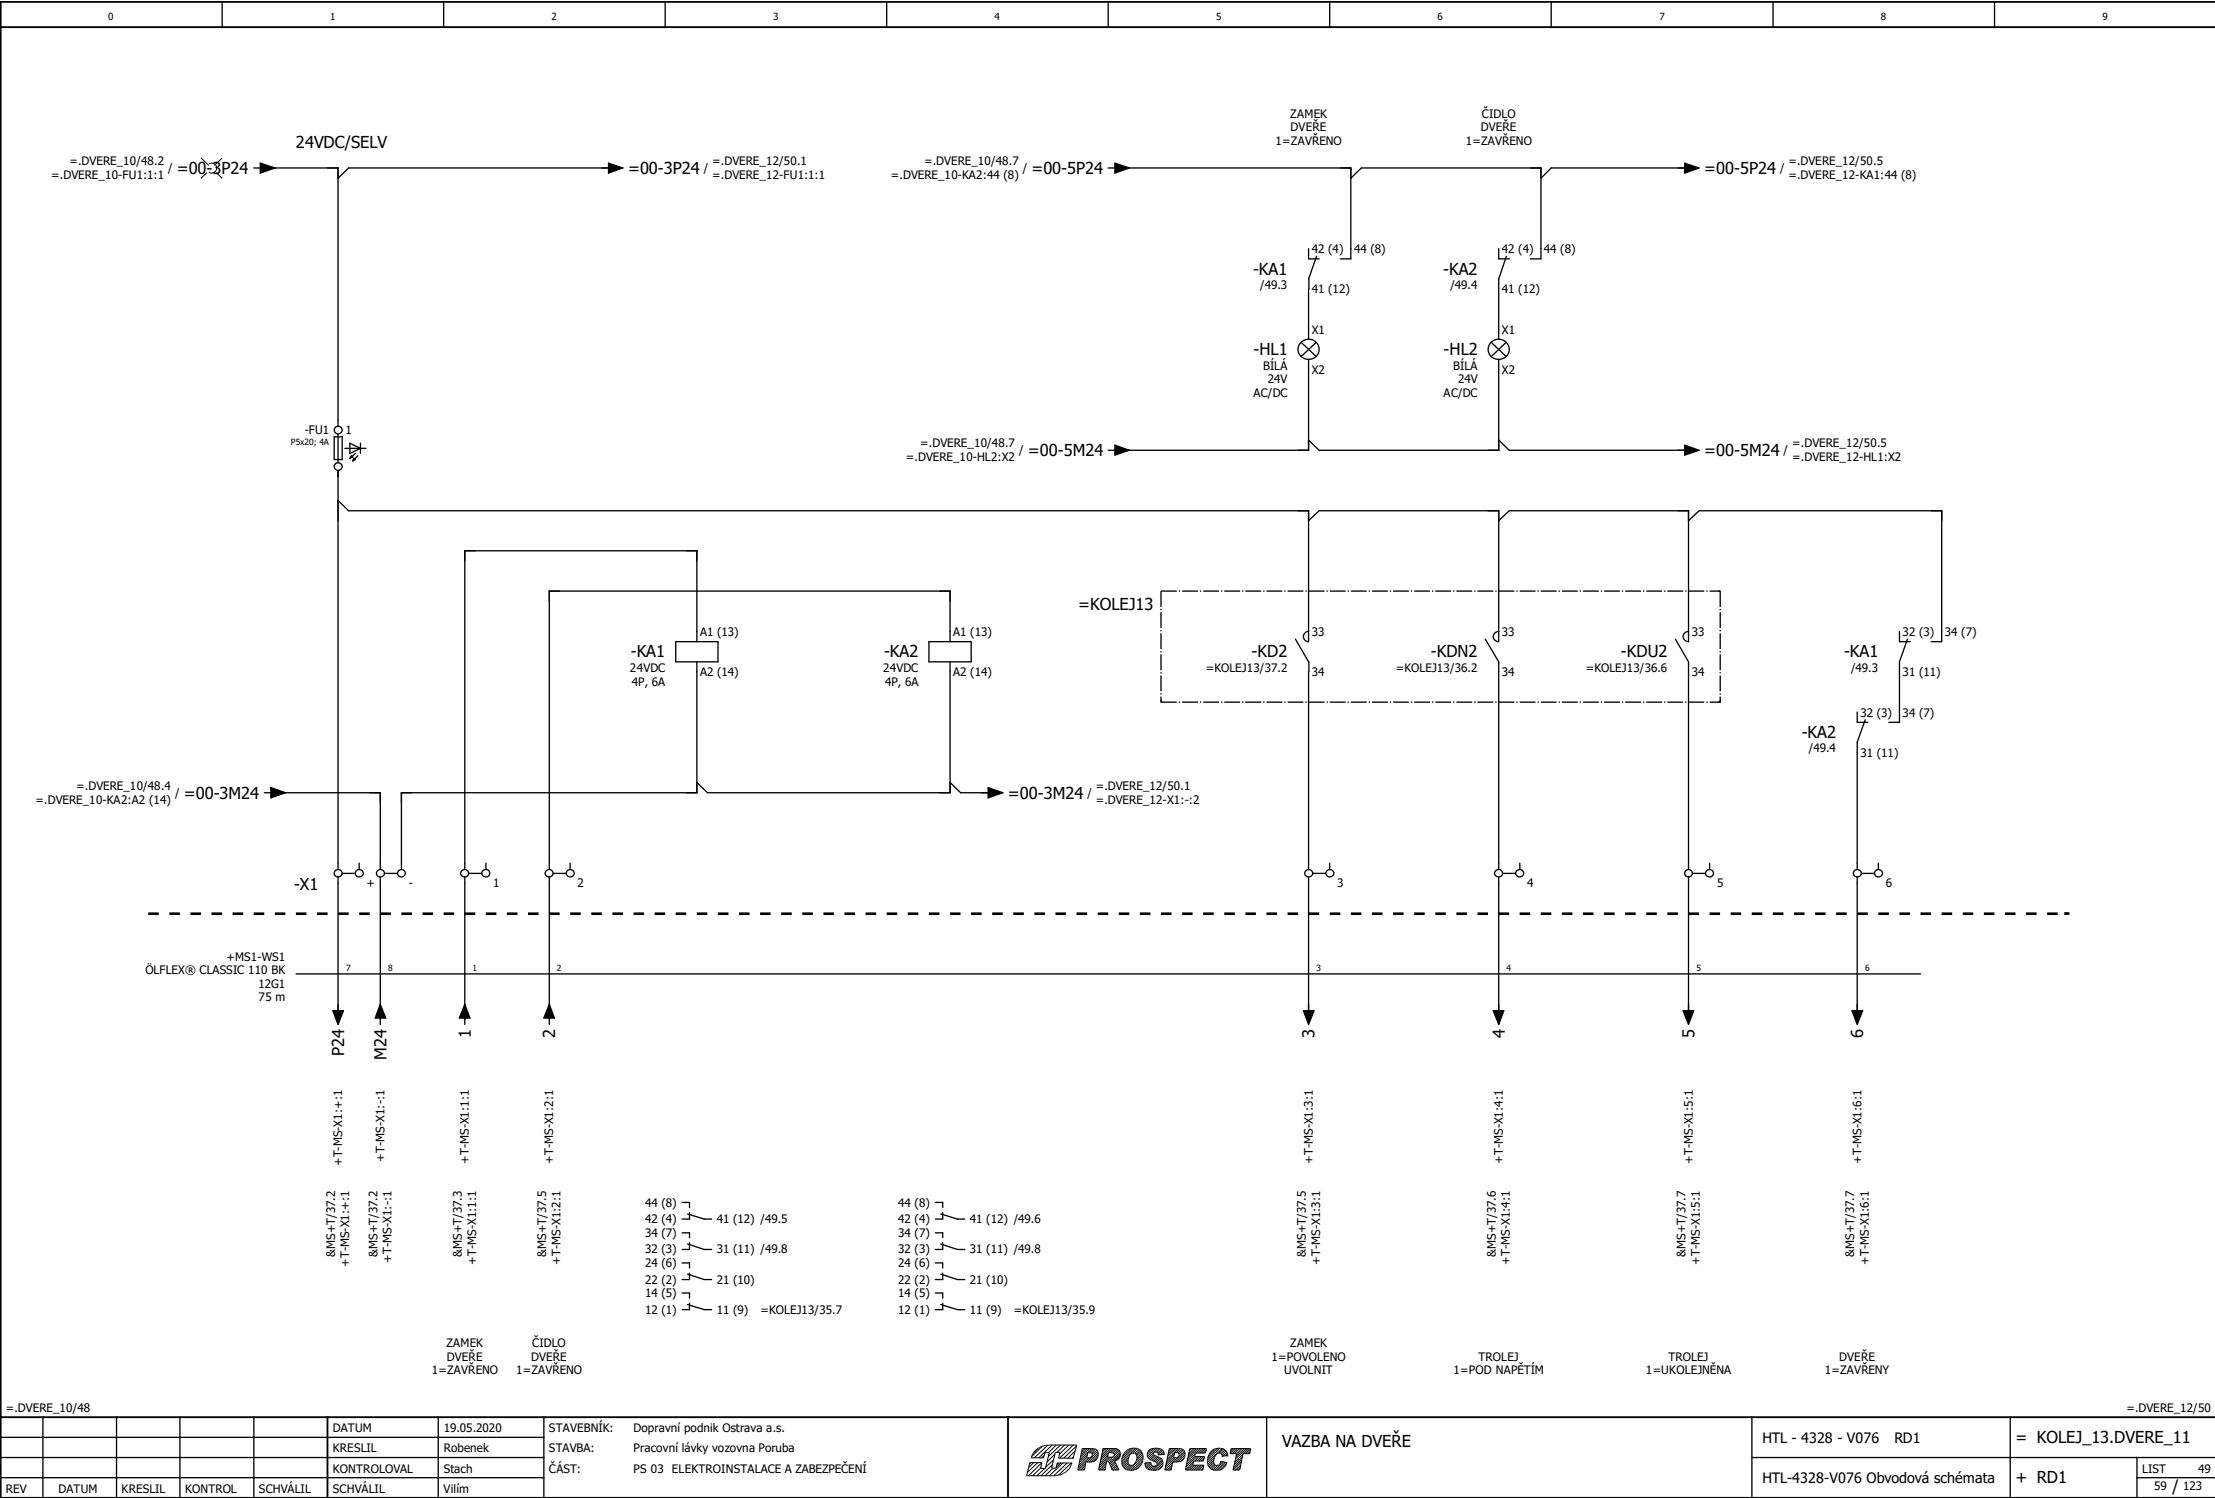 0 1 2 3 4 5 6 7 8 9
24VDC/SELV
=.DVERE_10/48.2
=.DVERE_10-FU1:1:1 / =00-3P24
=00-3P24 / =.DVERE_12/50.1
=.DVERE_12-FU1:1:1
=.DVERE_10/48.7
=.DVERE_10-KA2:44 (8) / =00-5P24
ZAMEK
DVEŘE
1=ZAVŘENO
ČIDLO
DVEŘE
1=ZAVŘENO
=00-5P24 / =.DVERE_12/50.5
=.DVERE_12-KA1:44 (8)
42 (4) 44 (8)
-KA1
/49.3
41 (12)
42 (4) 44 (8)
-KA2
/49.4
41 (12)
X1
-HL1
BÍLÁ
24V
AC/DC
X2
X1
-HL2
BÍLÁ
24V
AC/DC
X2
-FU1 1
P5x20; 4A
=.DVERE_10/48.7
=.DVERE_10-HL2:X2 / =00-5M24
=00-5M24 / =.DVERE_12/50.5
=.DVERE_12-HL1:X2
=KOLEJ13
A1 (13)
-KA1
24VDC
4P, 6A
A2 (14)
A1 (13)
-KA2
24VDC
4P, 6A
A2 (14)
33
-KD2
=KOLEJ13/37.2
34
33
-KDN2
=KOLEJ13/36.2
34
33
-KDU2
=KOLEJ13/36.6
34
32 (3) 34 (7)
-KA1
/49.3
31 (11)
32 (3) 34 (7)
-KA2
/49.4
31 (11)
=.DVERE_10/48.4
=.DVERE_10-KA2:A2 (14) / =00-3M24
=00-3M24 / =.DVERE_12/50.1
=.DVERE_12-X1:-:2
-X1 + - 1 2 3 4 5 6
+MS1-WS1
ÖLFLEX® CLASSIC 110 BK
12G1
75 m
7 8 1 2 3 4 5 6
P24 M24 1 2 3 4 5 6
+T-MS-X1:+:1
+T-MS-X1:-:1
+T-MS-X1:1:1
+T-MS-X1:2:1
+T-MS-X1:3:1
+T-MS-X1:4:1
+T-MS-X1:5:1
+T-MS-X1:6:1
&MS+T/37.2
+T-MS-X1:+:1
&MS+T/37.2
+T-MS-X1:-:1
&MS+T/37.3
+T-MS-X1:1:1
&MS+T/37.5
+T-MS-X1:2:1
44 (8)
42 (4) 41 (12) /49.5
34 (7)
32 (3) 31 (11) /49.8
24 (6)
22 (2) 21 (10)
14 (5)
12 (1) 11 (9) =KOLEJ13/35.7
44 (8)
42 (4) 41 (12) /49.6
34 (7)
32 (3) 31 (11) /49.8
24 (6)
22 (2) 21 (10)
14 (5)
12 (1) 11 (9) =KOLEJ13/35.9
&MS+T/37.5
+T-MS-X1:3:1
&MS+T/37.6
+T-MS-X1:4:1
&MS+T/37.7
+T-MS-X1:5:1
&MS+T/37.7
+T-MS-X1:6:1
ZAMEK
DVEŘE
1=ZAVŘENO
ČIDLO
DVEŘE
1=ZAVŘENO
ZAMEK
1=POVOLENO
UVOLNIT
TROLEJ
1=POD NAPĚTÍM
TROLEJ
1=UKOLEJNĚNA
DVEŘE
1=ZAVŘENY
=.DVERE_10/48
=.DVERE_12/50
DATUM 19.05.2020
KRESLIL Robenek
KONTROLOVAL Stach
REV DATUM KRESLIL KONTROL SCHVÁLIL SCHVÁLIL Vilím
STAVEBNÍK: Dopravní podnik Ostrava a.s.
STAVBA: Pracovní lávky vozovna Poruba
ČÁST: PS 03 ELEKTROINSTALACE A ZABEZPEČENÍ
PROSPECT
VAZBA NA DVEŘE
HTL - 4328 - V076 RD1
HTL-4328-V076 Obvodová schémata
= KOLEJ_13.DVERE_11
+ RD1
LIST 49
59 / 123